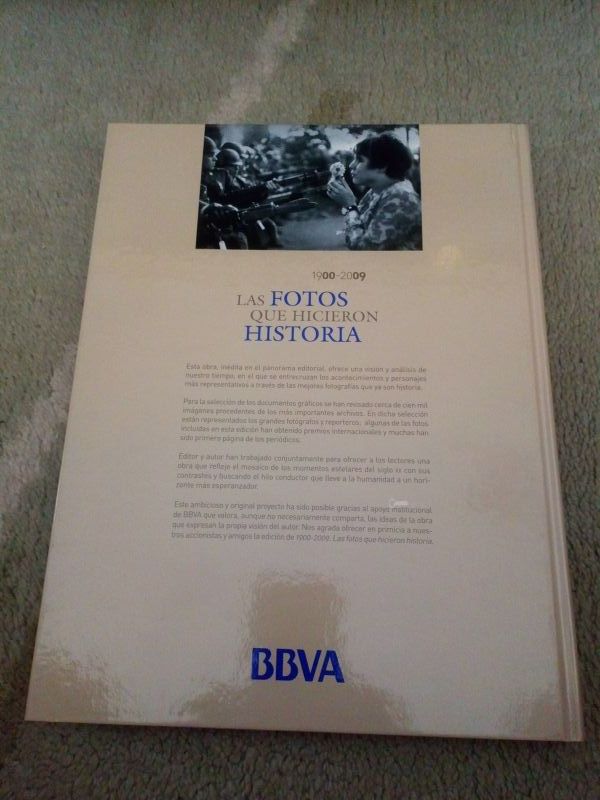 1900-2009
LAS FOTOS
QUE HICIERON
HISTORIA
Esta obra, inédita en el panorama editorial, ofrece una visión y análisis de
nuestro tiempo, en el que se entrecruzan los acontecimientos y personajes
más representativos a través de las mejores fotografías que ya son historia.
Para la selección de los documentos gráficos se han revisado cerca de cien mil
imágenes procedentes de los más importantes archivos. En dicha selección
están representados los grandes fotógrafos y reporteros; algunas de las fotos
incluidas en esta edición han obtenido premios internacionales y muchas han
sido primera página de los periódicos.
Editor y autor han trabajado conjuntamente para ofrecer a los lectores una
obra que refleje el mosaico de los momentos estelares del siglo XX con sus
contrastes y buscando el hilo conductor que lleve a la humanidad a un hori-
zonte más esperanzador.
Este ambicioso y original proyecto ha sido posible gracias al apoyo institucional
de BBVA que valora, aunque no necesariamente comparta, las ideas de la obra
que expresan la propia visión del autor. Nos agrada ofrecer en primicia a nues-
tros accionistas y amigos la edición de 1900-2009. Las fotos que hicieron historia.
BBVA